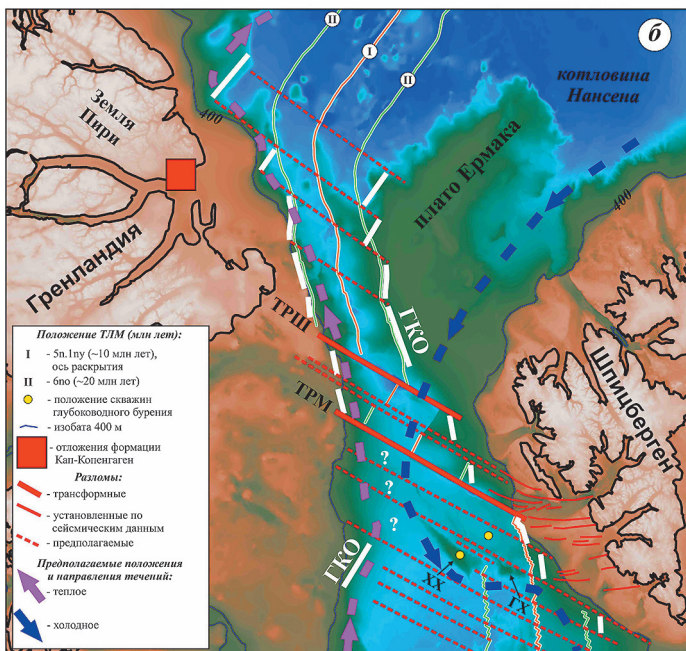 II
I
II
б
котловина
Нансена
Земля
Пири
400
плато Ермака
400
Гренландия
ТРШ
ГКО
ТРМ
Шпицберген
?
?
?
ГКО
ХХ
ГХ
Положение ТЛМ (млн лет):
I - 5n.1ny (~10 млн лет),
ось раскрытия
II - 6no (~20 млн лет)
- положение скважин
глубоководного бурения
- изобата 400 м
- отложения формации
Кап-Копенгаген
Разломы:
- трансформные
- установленные по
сейсмическим данным
- предполагаемые
Предполагаемые положения
и направления течений:
- теплое
- холодное